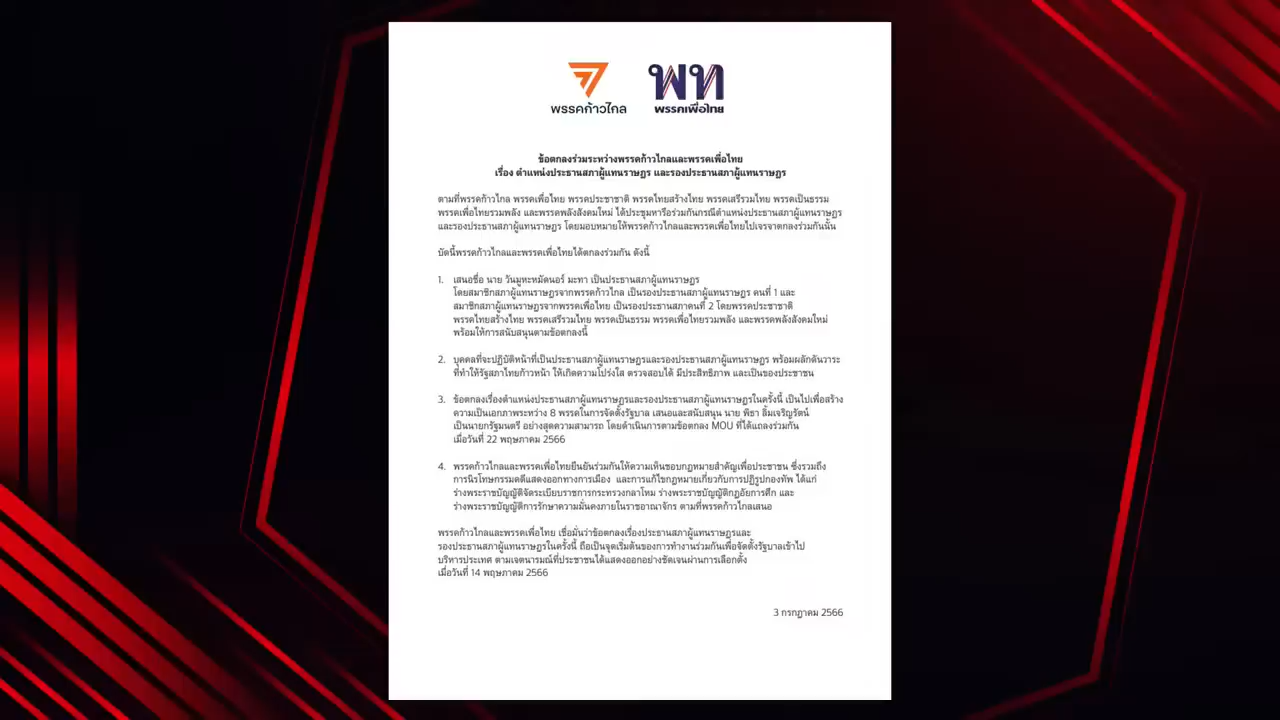 พรรคก้าวไกล
พท
พรรคเพื่อไทย
ข้อตกลงร่วมระหว่างพรรคก้าวไกลและพรรคเพื่อไทย
เรื่อง ตำแหน่งประธานสภาผู้แทนราษฎร และรองประธานสภาผู้แทนราษฎร
ตามที่พรรคก้าวไกล พรรคเพื่อไทย พรรคประชาชาติ พรรคไทยสร้างไทย พรรคเสรีรวมไทย พรรคเป็นธรรม
พรรคเพื่อไทยรวมพลัง และพรรคพลังสังคมใหม่ ได้ประชุมหารือร่วมกันกรณีตำแหน่งประธานสภาผู้แทนราษฎร
และรองประธานสภาผู้แทนราษฎร โดยมอบหมายให้พรรคก้าวไกลและพรรคเพื่อไทยไปเจรจาตกลงร่วมกันนั้น
บัดนี้พรรคก้าวไกลและพรรคเพื่อไทยได้ตกลงร่วมกัน ดังนี้
1. เสนอชื่อ นาย วันมูหะหมัดนอร์ มะทา เป็นประธานสภาผู้แทนราษฎร
โดยสมาชิกสภาผู้แทนราษฎรจากพรรคก้าวไกล เป็นรองประธานสภาผู้แทนราษฎร คนที่ 1 และ
สมาชิกสภาผู้แทนราษฎรจากพรรคเพื่อไทย เป็นรองประธานสภาคนที่ 2 โดยพรรคประชาชาติ
พรรคไทยสร้างไทย พรรคเสรีรวมไทย พรรคเป็นธรรม พรรคเพื่อไทยรวมพลัง และพรรคพลังสังคมใหม่
พร้อมให้การสนับสนุนตามข้อตกลงนี้
2. บุคคลที่จะปฏิบัติหน้าที่เป็นประธานสภาผู้แทนราษฎรและรองประธานสภาผู้แทนราษฎร พร้อมผลักดันวาระ
ที่ทำให้รัฐสภาไทยก้าวหน้า ให้เกิดความโปร่งใส ตรวจสอบได้ มีประสิทธิภาพ และเป็นของประชาชน
3. ข้อตกลงเรื่องตำแหน่งประธานสภาผู้แทนราษฎรและรองประธานสภาผู้แทนราษฎรในครั้งนี้ เป็นไปเพื่อสร้าง
ความเป็นเอกภาพระหว่าง 8 พรรคในการจัดตั้งรัฐบาล เสนอและสนับสนุน นาย พิธา ลิ้มเจริญรัตน์
เป็นนายกรัฐมนตรี อย่างสุดความสามารถ โดยดำเนินการตามข้อตกลง MOU ที่ได้แถลงร่วมกัน
เมื่อวันที่ 22 พฤษภาคม 2566
4. พรรคก้าวไกลและพรรคเพื่อไทยยืนยันร่วมกันให้ความเห็นชอบกฎหมายสำคัญเพื่อประชาชน ซึ่งรวมถึง
การนิรโทษกรรมคดีแสดงออกทางการเมือง และการแก้ไขกฎหมายเกี่ยวกับการปฏิรูปกองทัพ ได้แก่
ร่างพระราชบัญญัติจัดระเบียบราชการกระทรวงกลาโหม ร่างพระราชบัญญัติกฎอัยการศึก และ
ร่างพระราชบัญญัติการรักษาความมั่นคงภายในราชอาณาจักร ตามที่พรรคก้าวไกลเสนอ
พรรคก้าวไกลและพรรคเพื่อไทย เชื่อมั่นว่าข้อตกลงเรื่องประธานสภาผู้แทนราษฎรและ
รองประธานสภาผู้แทนราษฎรในครั้งนี้ ถือเป็นจุดเริ่มต้นของการทำงานร่วมกันเพื่อจัดตั้งรัฐบาลเข้าไป
บริหารประเทศ ตามเจตนารมณ์ที่ประชาชนได้แสดงออกอย่างชัดเจนผ่านการเลือกตั้ง
เมื่อวันที่ 14 พฤษภาคม 2566
3 กรกฎาคม 2566